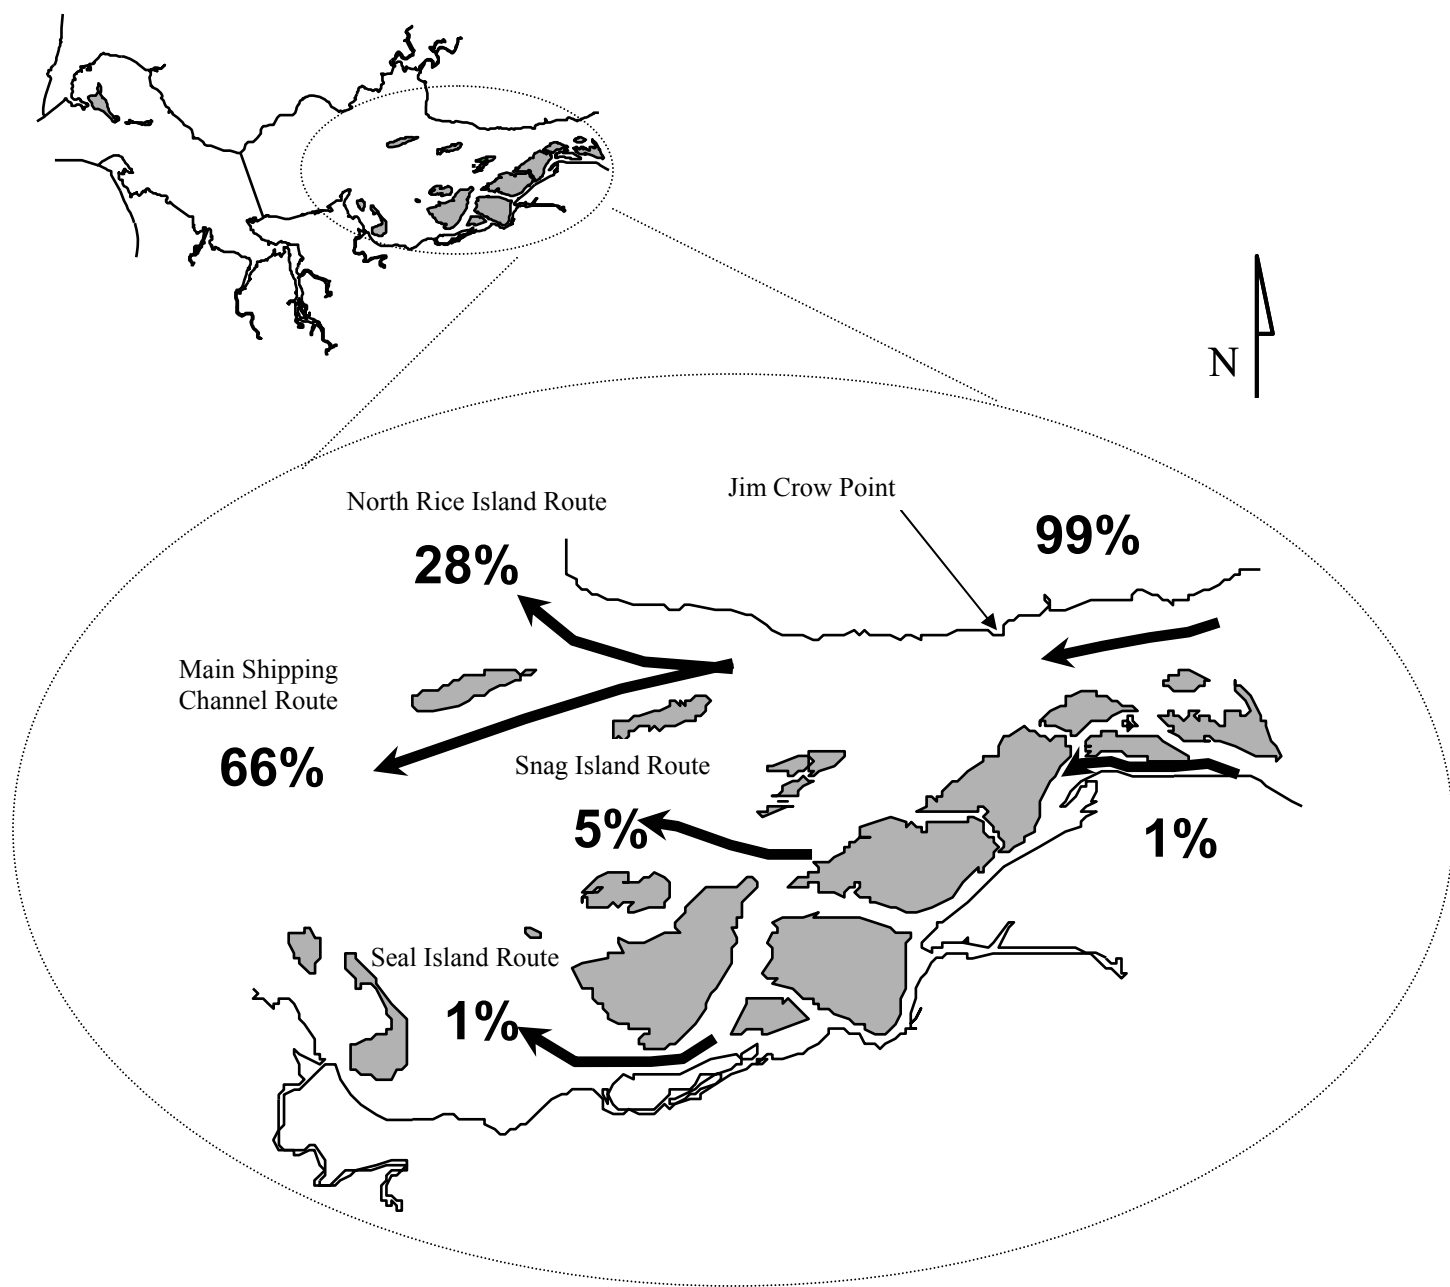 N
North Rice Island Route
28%
Jim Crow Point
99%
Main Shipping
Channel Route
66%
Snag Island Route
5%
1%
Seal Island Route
1%